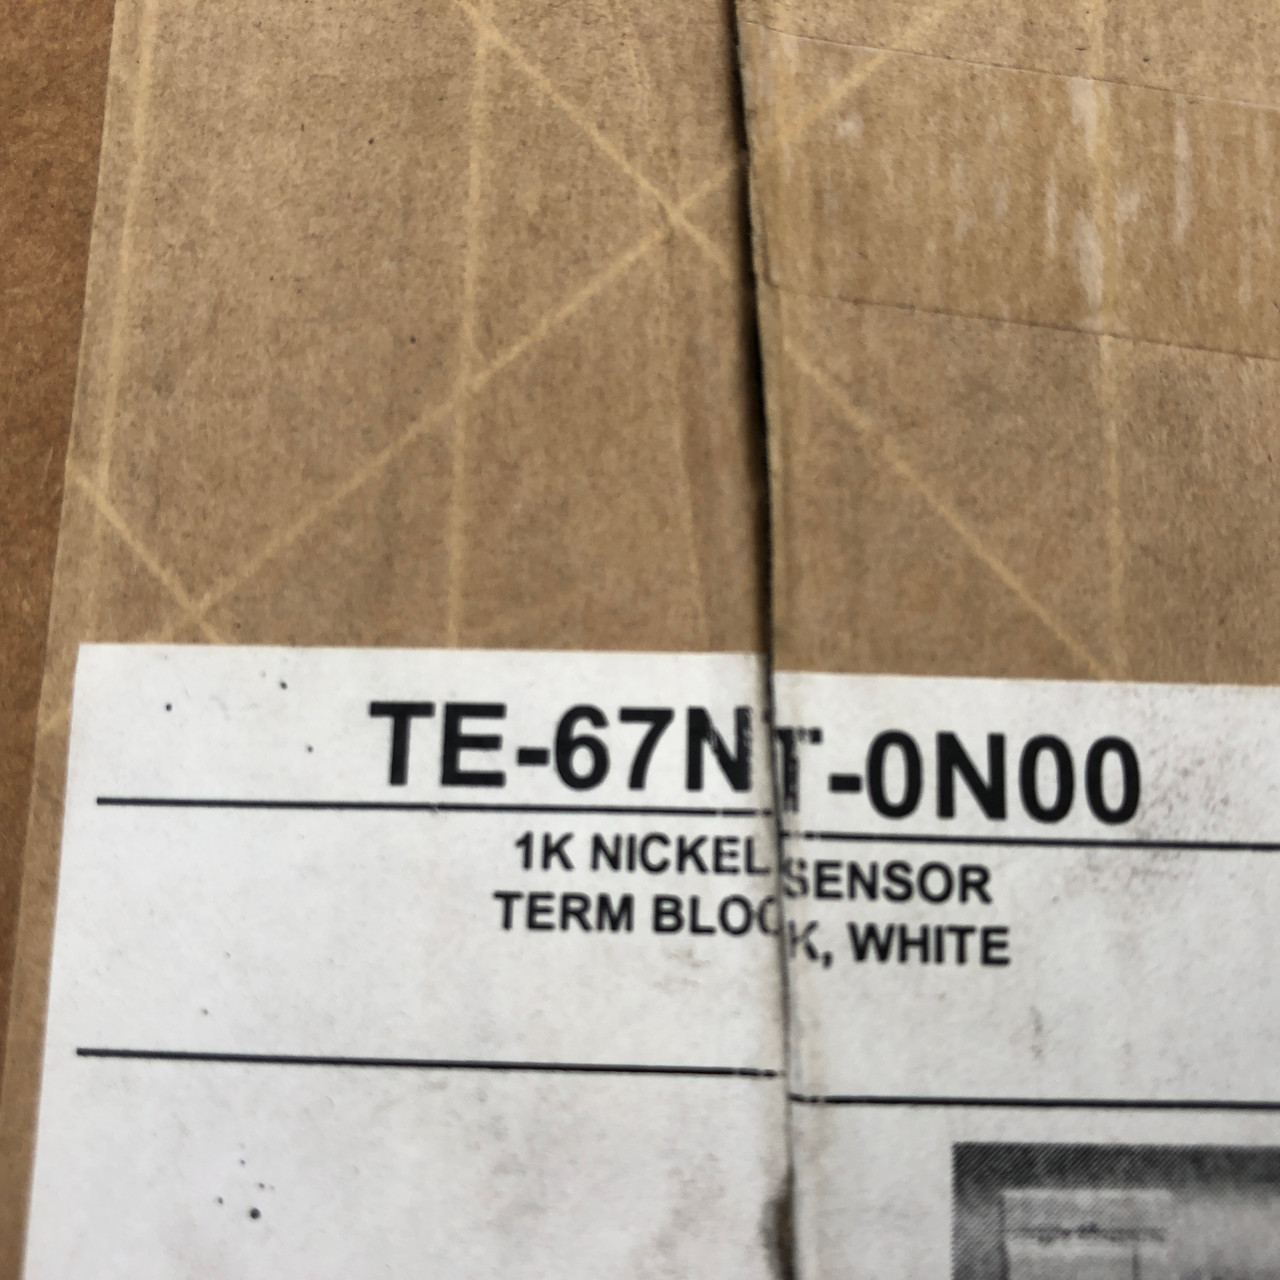 TE-67NT-0N00
1K NICKEL SENSOR
TERM BLOCK, WHITE